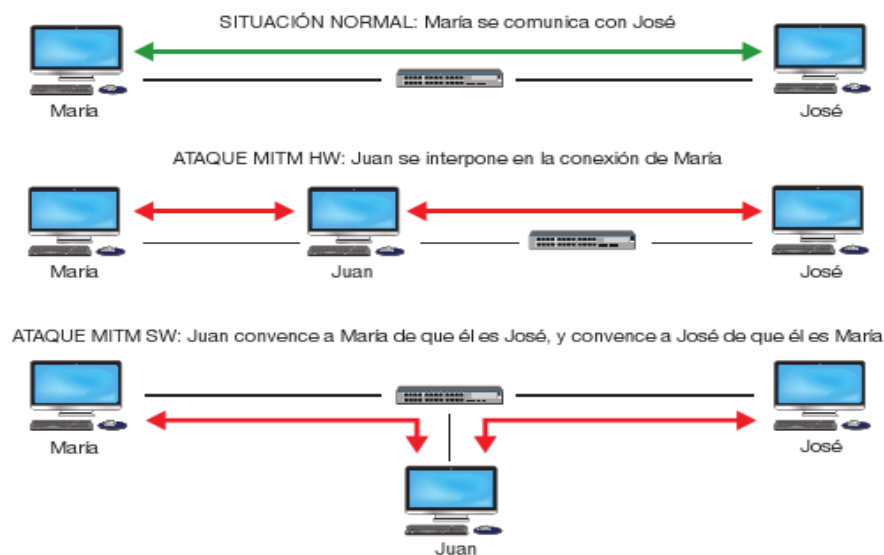 SITUACIÓN NORMAL: María se comunica con José
María
José
ATAQUE MITM HW: Juan se interpone en la conexión de María
María
Juan
José
ATAQUE MITM SW: Juan convence a María de que él es José, y convence a José de que él es María
María
José
Juan